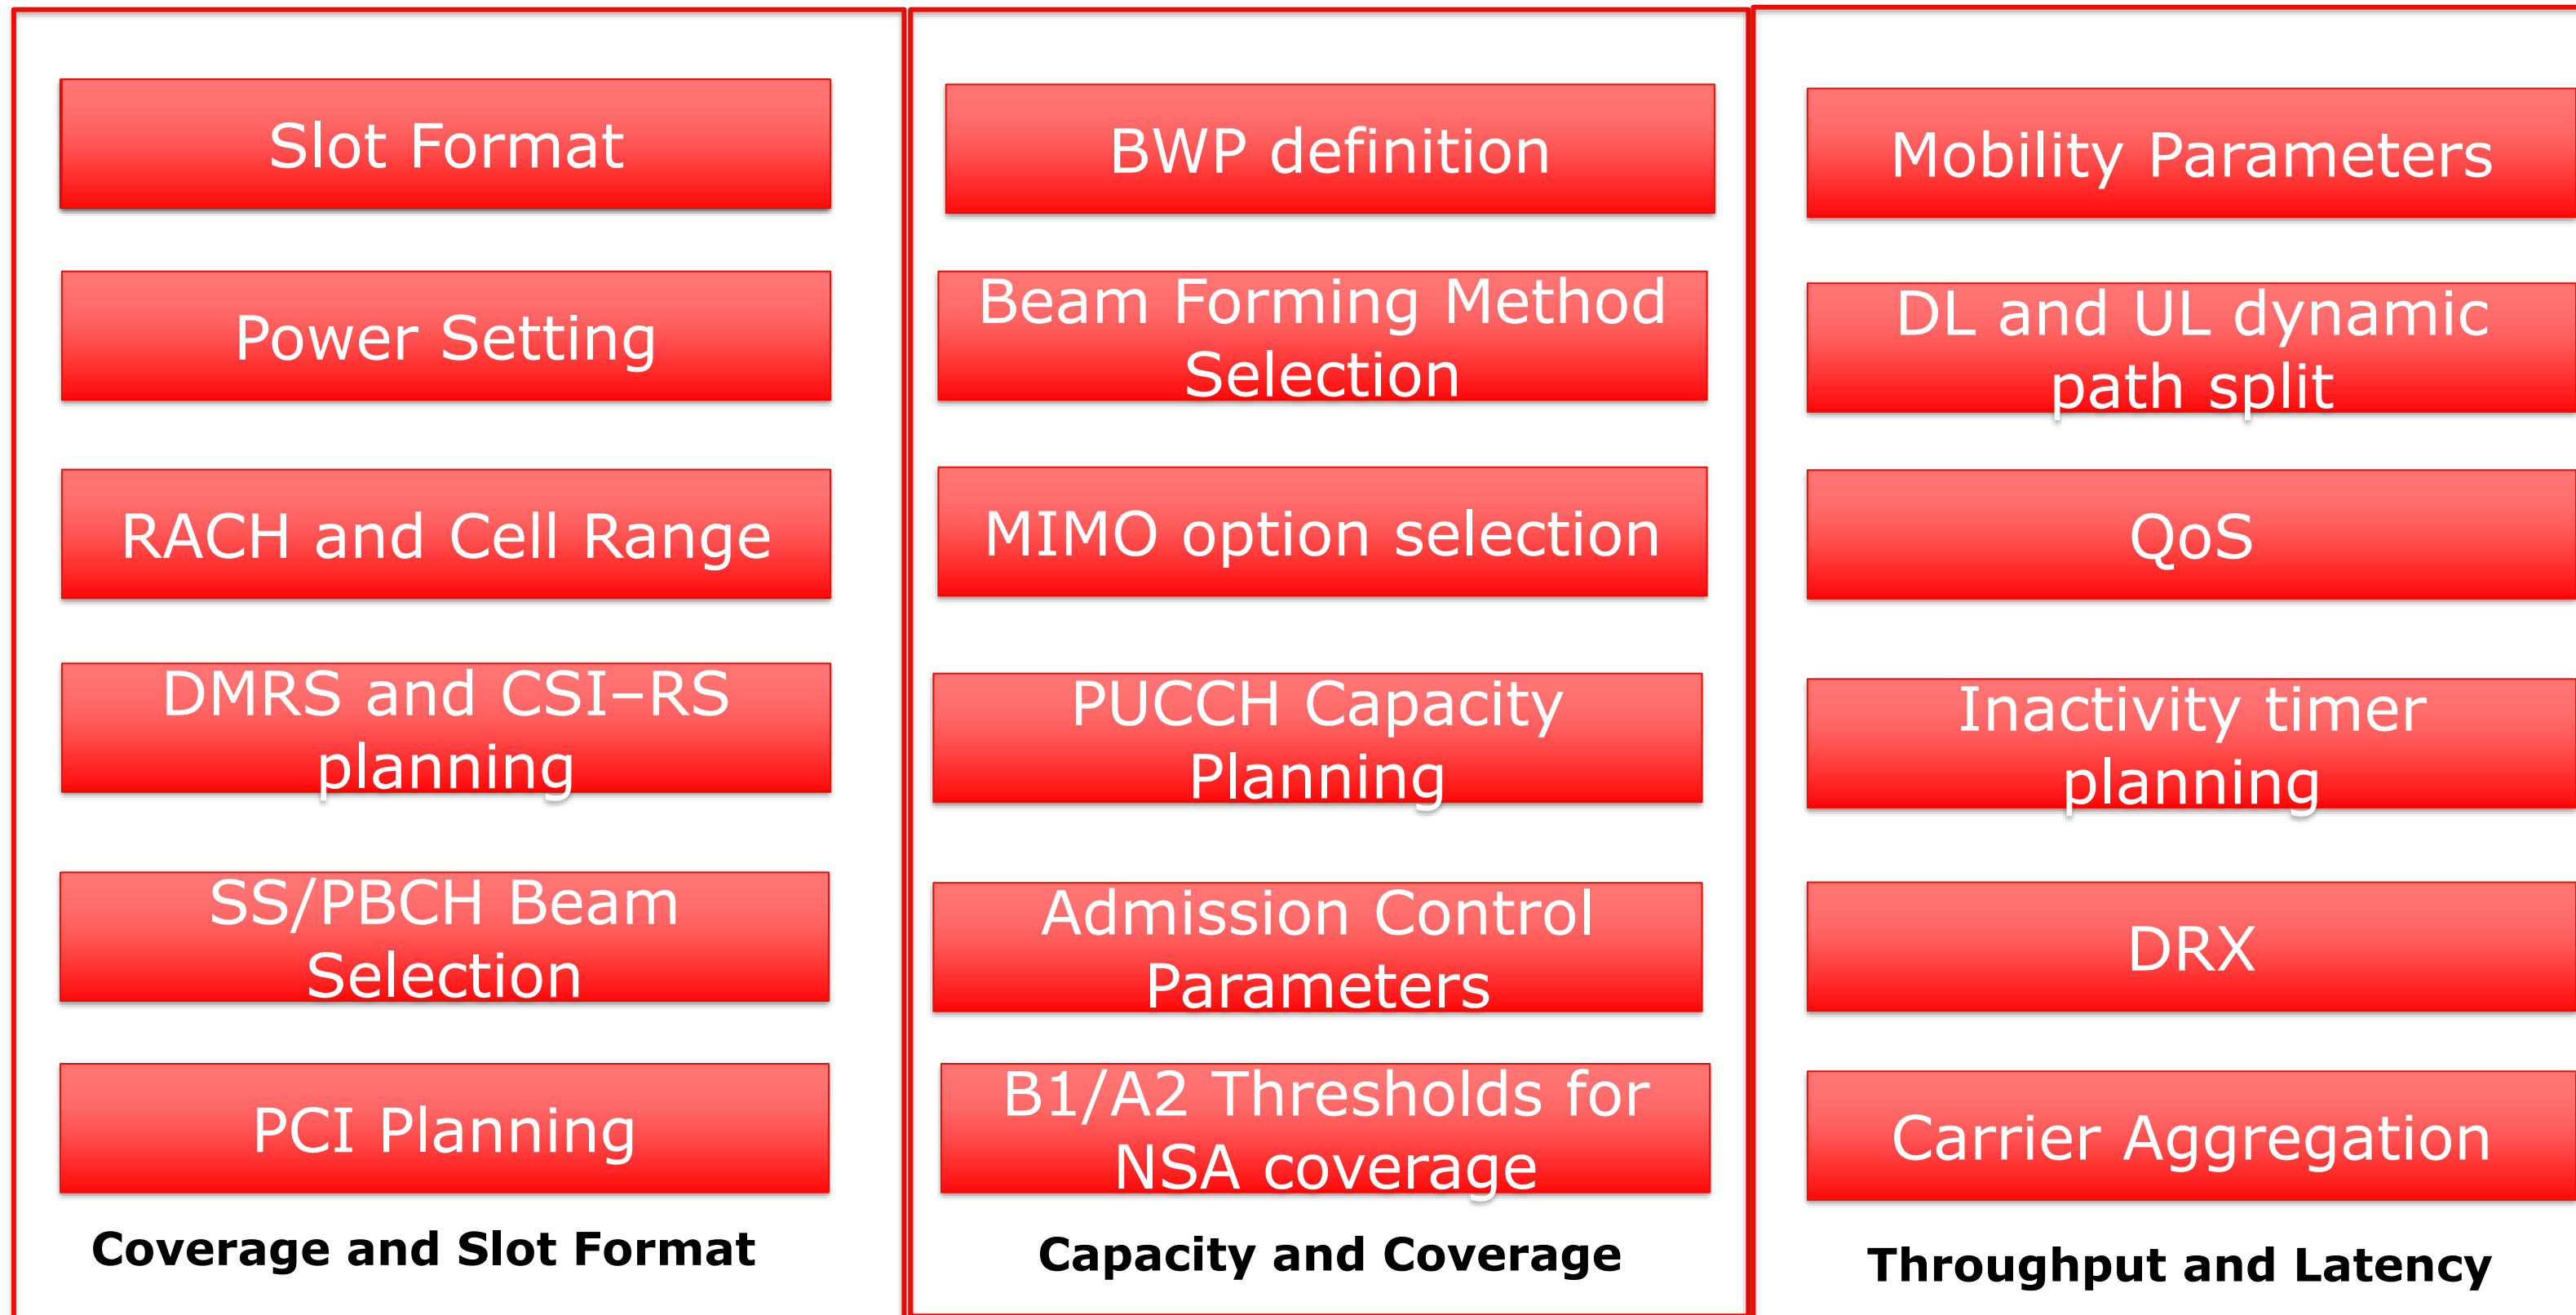 Slot Format
Power Setting
RACH and Cell Range
DMRS and CSI–RS
planning
SS/PBCH Beam
Selection
PCI Planning
Coverage and Slot Format
BWP definition
Beam Forming Method
Selection
MIMO option selection
PUCCH Capacity
Planning
Admission Control
Parameters
B1/A2 Thresholds for
NSA coverage
Capacity and Coverage
Mobility Parameters
DL and UL dynamic
path split
QoS
Inactivity timer
planning
DRX
Carrier Aggregation
Throughput and Latency